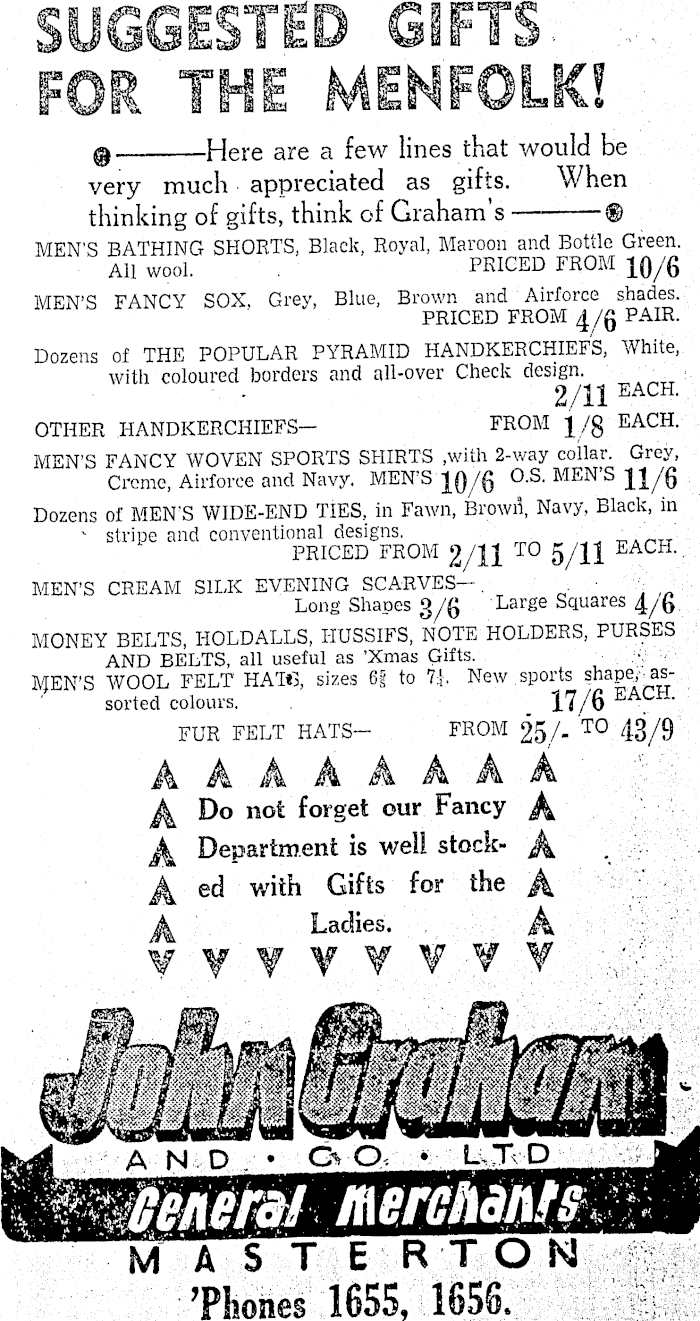 SUGGESTED GIFTS
FOR THE MENFOLK!
Here are a few lines that would be
very much appreciated as gifts. When
thinking of gifts, think of Graham's
MEN'S BATHING SHORTS, Black, Royal, Maroon and Bottle Green.
All wool. PRICED FROM 10/6
MEN'S FANCY SOX, Grey, Blue, Brown and Airforce shades.
PRICED FROM 4/6 PAIR.
Dozens of THE POPULAR PYRAMID HANDKERCHIEFS, White,
with coloured borders and all-over Check design.
2/11 EACH.
OTHER HANDKERCHIEFS— FROM 1/8 EACH.
MEN'S FANCY WOVEN SPORTS SHIRTS ,with 2-way collar. Grey,
Creme, Airforce and Navy. MEN'S 10/6 O.S. MEN'S 11/6
Dozens of MEN'S WIDE-END TIES, in Fawn, Brown, Navy, Black, in
stripe and conventional designs.
PRICED FROM 2/11 TO 5/11 EACH.
MEN'S CREAM SILK EVENING SCARVES—
Long Shapes 3/6 Large Squares 4/6
MONEY BELTS, HOLDALLS, HUSSIFS, NOTE HOLDERS, PURSES
AND BELTS, all useful as 'Xmas Gifts.
MEN'S WOOL FELT HATS, sizes to New sports shape, as-
sorted colours. 17/6 EACH.
FUR FELT HATS— FROM 25/- TO 43/9
Do not forget our Fancy
Department is well stock-
ed with Gifts for the
Ladies.
John Graham
AND · CO. · LTD
General Merchants
MASTERTON
'Phones 1655, 1656.